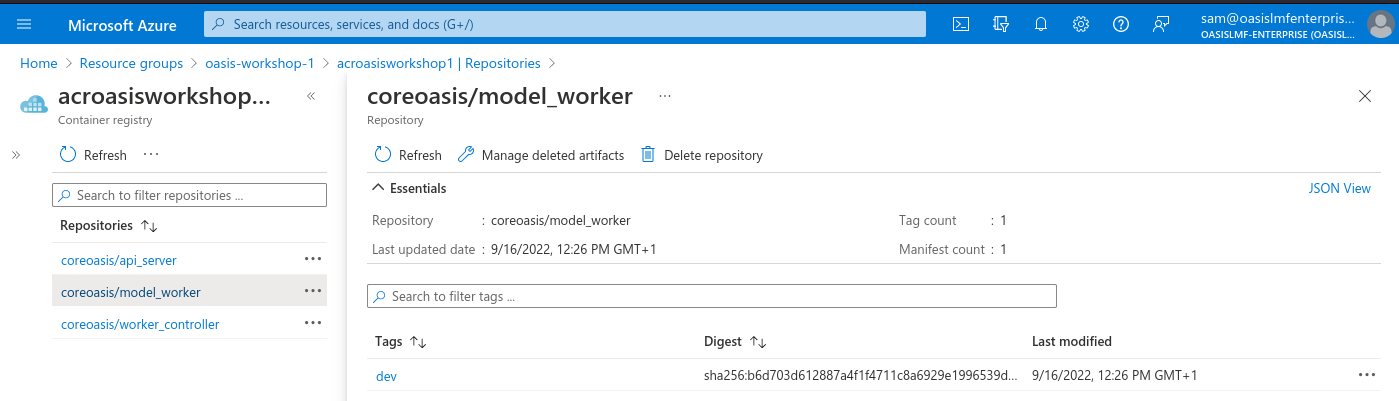 Microsoft Azure
Search resources, services, and docs (G+/)
sam@oasislmfenterpris...
OASISLMF-ENTERPRISE (OASISL...
Home > Resource groups > oasis-workshop-1 > acroasisworkshop1 | Repositories >
acroasisworkshop...
Container registry
Refresh ...
Search to filter repositories ...
Repositories
coreoasis/api_server
coreoasis/model_worker
coreoasis/worker_controller
coreoasis/model_worker ...
Repository
Refresh Manage deleted artifacts Delete repository
Essentials JSON View
Repository : coreoasis/model_worker Tag count : 1
Last updated date : 9/16/2022, 12:26 PM GMT+1 Manifest count : 1
Search to filter tags ...
Tags Digest Last modified
dev sha256:b6d703d612887a4f1f4711c8a6929e1996539d... 9/16/2022, 12:26 PM GMT+1